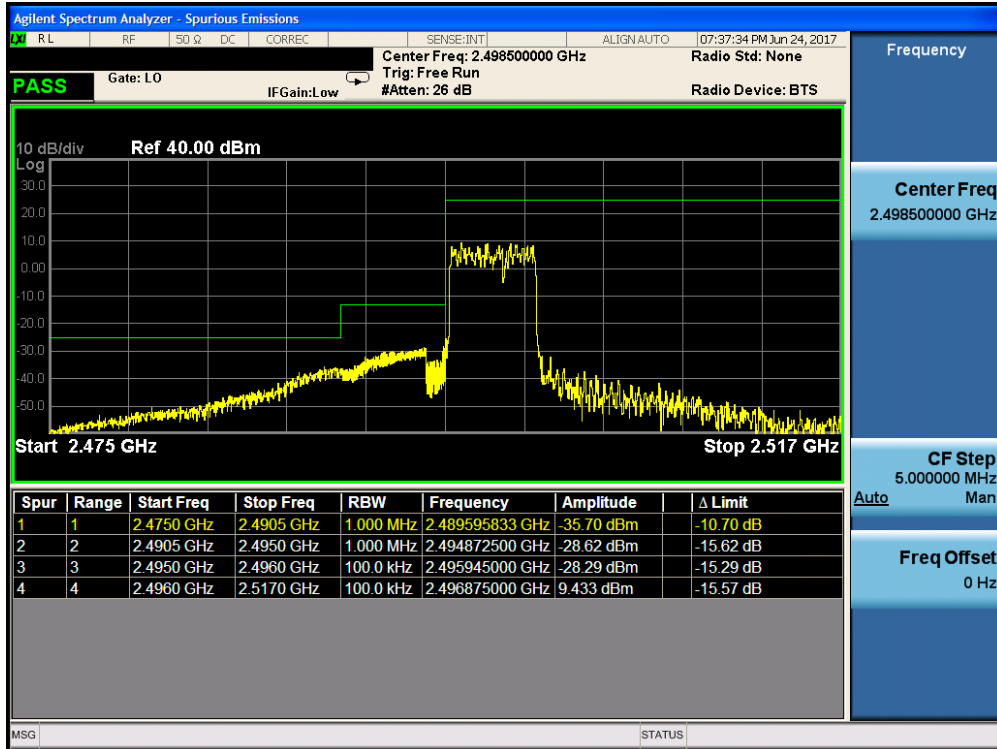 Agilent Spectrum Analyzer - Spurious Emissions
LXI RL RF 50 Ω DC CORREC SENSE:INT ALIGN AUTO 07:37:34 PM Jun 24, 2017
Center Freq: 2.498500000 GHz Radio Std: None
Trig: Free Run
PASS Gate: LO
IFGain:Low #Atten: 26 dB Radio Device: BTS
10 dB/div Ref 40.00 dBm
Log
30.0
20.0
10.0
0.00
-10.0
-20.0
-30.0
-40.0
-50.0
Start 2.475 GHz Stop 2.517 GHz
Spur Range Start Freq Stop Freq RBW Frequency Amplitude Δ Limit
1 1 2.4750 GHz 2.4905 GHz 1.000 MHz 2.489595833 GHz -35.70 dBm -10.70 dB
2 2 2.4905 GHz 2.4950 GHz 1.000 MHz 2.494872500 GHz -28.62 dBm -15.62 dB
3 3 2.4950 GHz 2.4960 GHz 100.0 kHz 2.495945000 GHz -28.29 dBm -15.29 dB
4 4 2.4960 GHz 2.5170 GHz 100.0 kHz 2.496875000 GHz 9.433 dBm -15.57 dB
MSG STATUS
Frequency
Center Freq
2.498500000 GHz
CF Step
5.000000 MHz
Auto Man
Freq Offset
0 Hz